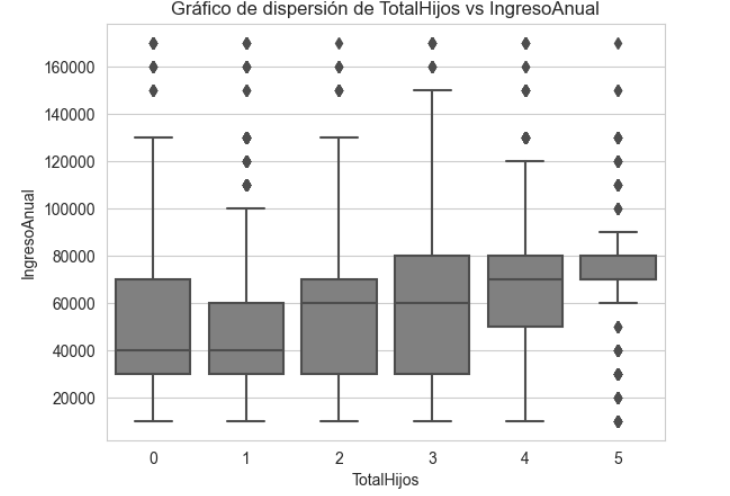 Gráfico de dispersión de TotalHijos vs IngresoAnual
160000
140000
120000
100000
80000
60000
40000
20000
IngresoAnual
0 1 2 3 4 5
TotalHijos